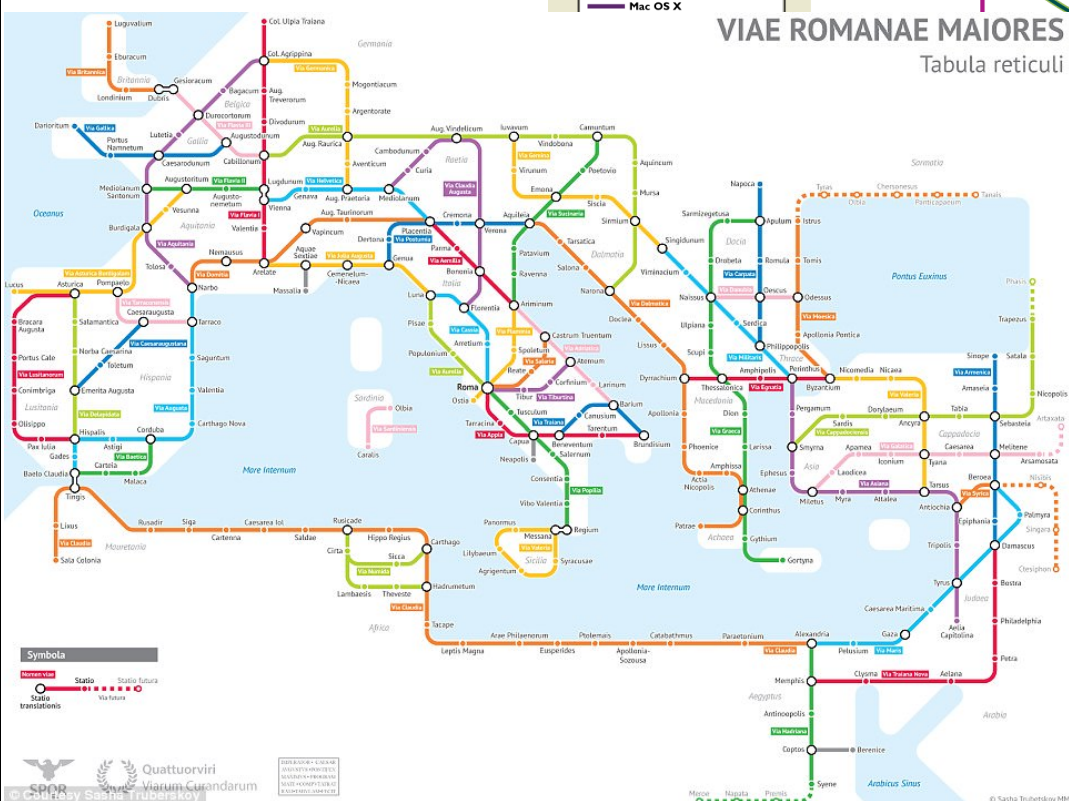 Mac OS X
VIAE ROMANAE MAIORES
Tabula reticuli
Luguvalium
Eburacum
Via Britannica
Britannia
Gesoriacum
Londinium
Dubris
Col. Ulpia Traiana
Germania
Col. Agrippina
Via Germanica
Mogontiacum
Bagacum
Belgica
Aug.
Treverorum
Argentorate
Durocortorum
Divodurum
Darioritum
Via Gallica
Portus
Namnetum
Lutetia
Gallia
Augustodunum
Cabillonum
Caesarodunum
Via Aurelia
Aug. Raurica
Aventicum
Aug. Vindelicum
Cambodunum
Raetia
Curia
Iuvavum
Vindobona
Carnuntum
Via Gemina
Virunum
Poetovio
Aquincum
Emona
Mursa
Siscia
Via Sucinaria
Sirmium
Sarmatia
Tyras
Olbia
Chersonesus
Panticapaeum
Tanais
Oceanus
Mediolanum
Santonum
Augustoritum
Via Flavia II
Augusto-
nemetum
Lugdunum
Vienna
Via Helvetica
Genava
Aug. Praetoria
Mediolanum
Via Claudia
Augusta
Vesunna
Aquitania
Via Flavia I
Valentia
Burdigala
Via Aquitania
Aug. Taurinorum
Vapincum
Placentia
Cremona
Verona
Aquileia
Dertona
Via Postumia
Parma
Via Aemilia
Bononia
Italia
Patavium
Ravenna
Tarsatica
Salona
Dalmatia
Narona
Tolosa
Nemausus
Via Domitia
Arelate
Aquae
Sextiae
Via Julia Augusta
Cemenelum-
-Nicaea
Genua
Massalia
Napoca
Sarmizegetusa
Apulum
Istrus
Singidunum
Dacia
Drobeta
Romula
Tomis
Viminacium
Via Carpata
Naissus
Oescus
Odessus
Pontus Euxinus
Phasis
Trapezus
Lucus
Asturica
Pompaelo
Narbo
Via Asturica Burdigalam
Via Tarraconensis
Caesaraugusta
Tarraco
Bracara
Augusta
Salamantica
Portus Cale
Norba Caesarina
Via Caesaraugustana
Toletum
Saguntum
Via Lusitanorum
Conimbriga
Emerita Augusta
Hispania
Valentia
Lusitania
Via Delapidata
Via Augusta
Olisippo
Carthago Nova
Pax Iulia
Hispalis
Corduba
Gades
Astigi
Via Baetica
Carteia
Malaca
Baelo Claudia
Tingis
Luna
Florentia
Ariminum
Pisae
Via Cassia
Arretium
Via Flaminia
Castrum Truentum
Populonium
Spoletum
Via Salaria
Reate
Aternum
Via Aurelia
Roma
Ostia
Tibur
Via Tiburtina
Corfinium
Larinum
Barium
Tusculum
Canusium
Tarracina
Via Appia
Via Traiana
Capua
Beneventum
Tarentum
Brundisium
Neapolis
Salernum
Consentia
Via Popilia
Vibo Valentia
Panormus
Messana
Regium
Via Valeria
Lilybaeum
Sicilia
Agrigentum
Syracusae
Sardinia
Olbia
Caralis
Mare Internum
Doclea
Via Dalmatica
Lissus
Dyrrachium
Ulpiana
Scupi
Serdica
Via Moesica
Apollonia Pontica
Philippopolis
Via Militaris
Thrace
Amphipolis
Perinthus
Thessalonica
Via Egnatia
Byzantium
Macedonia
Nicomedia
Nicaea
Via Valeria
Sinope
Via Armenica
Satala
Amaseia
Nicopolis
Artaxata
Apollonia
Dion
Via Graeca
Larissa
Phoenice
Pergamum
Sardis
Dorylaeum
Ancyra
Tabia
Sebasteia
Via Cappadociensis
Smyrna
Apamea
Via Galatica
Iconium
Cappadocia
Tyana
Melitene
Arsamosata
Ephesus
Asia
Laodicea
Via Asiana
Miletus
Myra
Attalea
Tarsus
Beroea
Nisibis
Via Syrica
Antiochia
Amphissa
Actia
Nicopolis
Athenae
Corinthus
Patrae
Achaea
Gythium
Gortyna
Epiphania
Palmyra
Singara
Tripolis
Damascus
Ctesiphon
Lixus
Via Claudia
Mauretania
Sala Colonia
Rusadir
Siga
Cartenna
Caesarea Iol
Saldae
Rusicade
Hippo Regius
Carthago
Cirta
Sicca
Via Numidia
Lambaesis
Theveste
Hadrumetum
Via Claudia
Tacape
Africa
Leptis Magna
Arae Philaenorum
Eusperides
Ptolemais
Apollonia-
Sozousa
Catabathmus
Paraetonium
Via Claudia
Mare Internum
Tyrus
Bostra
Judaea
Caesarea Maritima
Aelia
Capitolina
Philadelphia
Alexandria
Gaza
Pelusium
Via Maris
Petra
Memphis
Clysma
Via Traiana Nova
Aelana
Aegyptus
Arabia
Antinoopolis
Via Hadriana
Coptos
Berenice
Arabicus Sinus
Syene
Meroe
Napata
Premis
Symbola
Nomen viae
Statio
Statio futura
Statio
translationis
Via futura
SPQR
Quattuorviri
Viarum Curandarum
© Courtesy Sasha Trubetskoy
© Sasha Trubetskoy MM